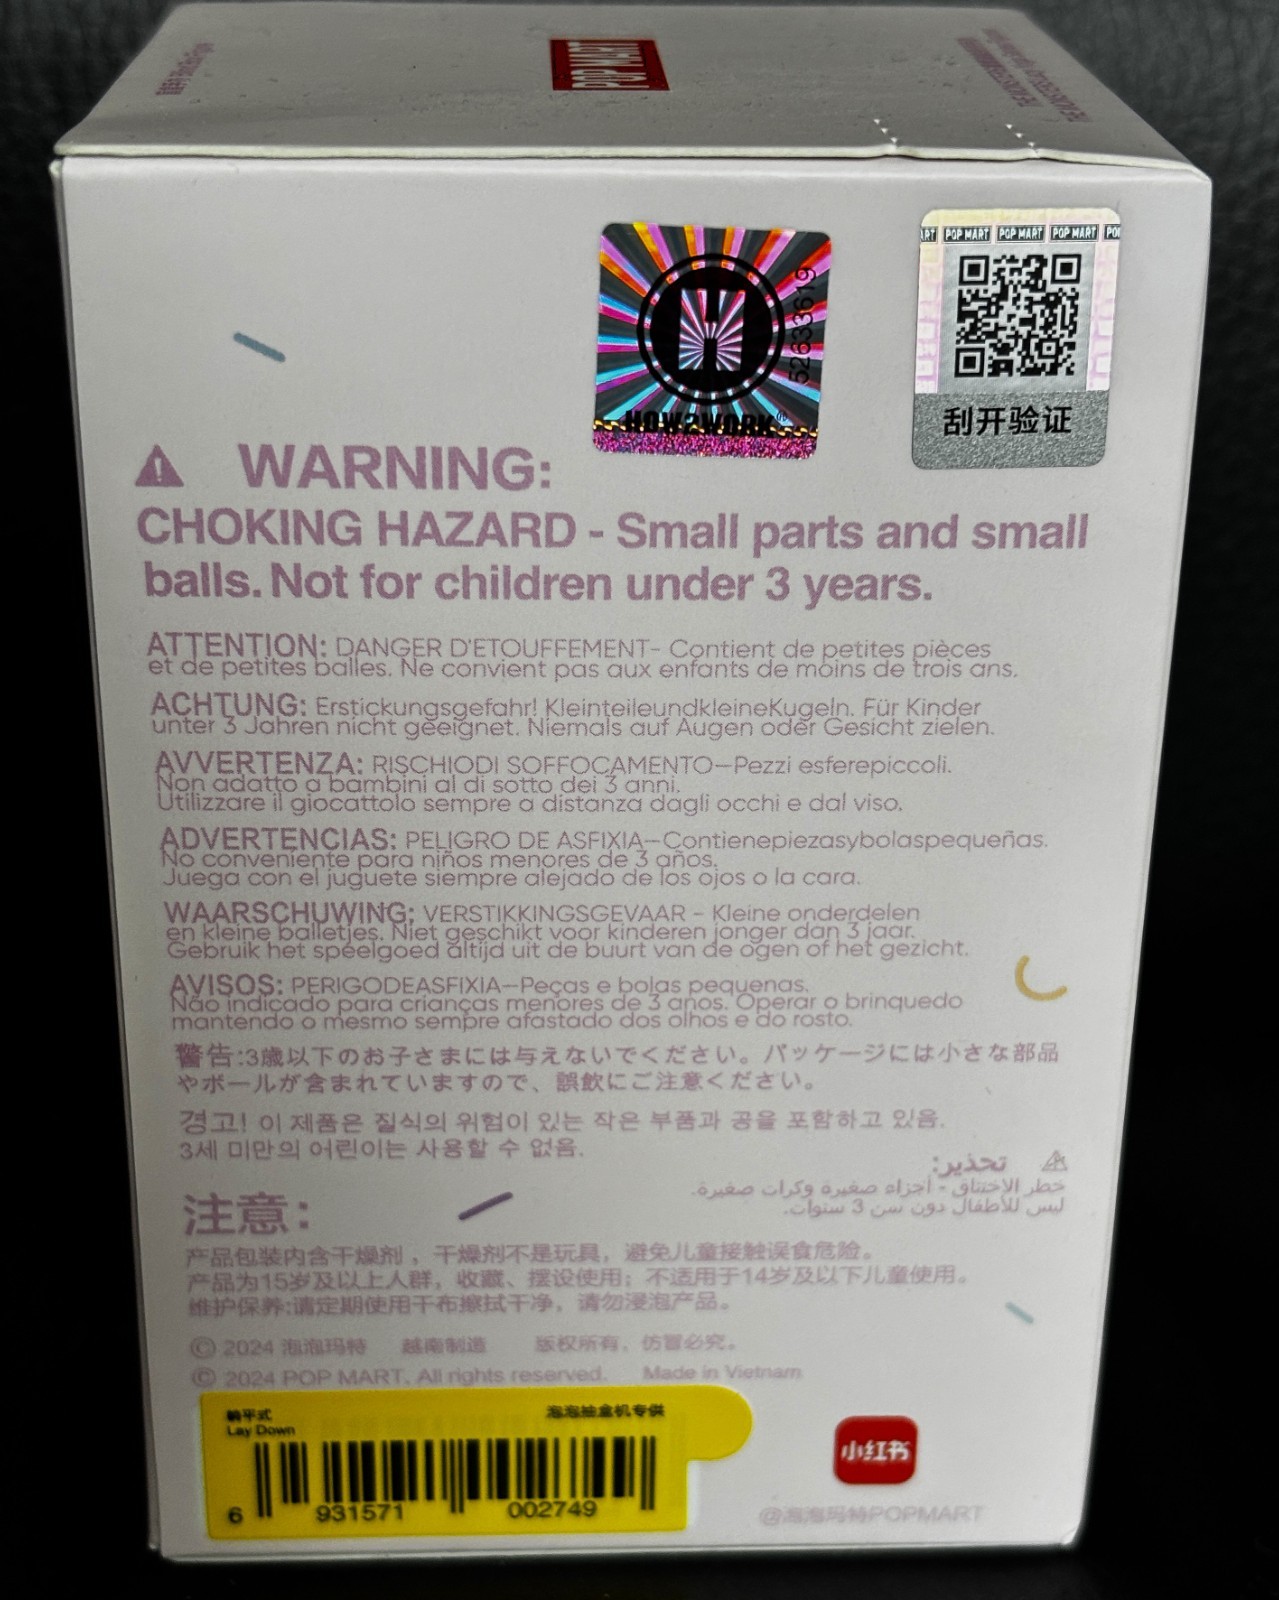 POP MART
POP MART POP MART POP MART
52633619
HOW2WORK®
刮开验证
WARNING:
CHOKING HAZARD - Small parts and small
balls. Not for children under 3 years.
ATTENTION: DANGER D'ETOUFFEMENT- Contient de petites pièces
et de petites balles. Ne convient pas aux enfants de moins de trois ans.
ACHTUNG: Erstickungsgefahr! KleinteileundkleineKugeln. Für Kinder
unter 3 Jahren nicht geeignet. Niemals auf Augen oder Gesicht zielen.
AVVERTENZA: RISCHIODI SOFFOCAMENTO—Pezzi esferepiccoli.
Non adatto a bambini al di sotto dei 3 anni.
Utilizzare il giocattolo sempre a distanza dagli occhi e dal viso.
ADVERTENCIAS: PELIGRO DE ASFIXIA—Contienepiezasybolaspequeñas.
No conveniente para niños menores de 3 años.
Juega con el juguete siempre alejado de los ojos o la cara.
WAARSCHUWING: VERSTIKKINGSGEVAAR - Kleine onderdelen
en kleine balletjes. Niet geschikt voor kinderen jonger dan 3 jaar.
Gebruik het speelgoed altijd uit de buurt van de ogen of het gezicht.
AVISOS: PERIGODEASFIXIA—Peças e bolas pequenas.
Não indicado para crianças menores de 3 anos. Operar o brinquedo
mantendo o mesmo sempre afastado dos olhos e do rosto.
警告:3歳以下のお子さまには与えないでください。パッケージには小さな部品
やボールが含まれていますので、誤飲にご注意ください。
경고! 이 제품은 질식의 위험이 있는 작은 부품과 공을 포함하고 있음.
3세 미만의 어린이는 사용할 수 없음.
تحذير:
خطر الاختناق - أجزاء صغيرة وكرات صغيرة.
ليس للأطفال دون سن 3 سنوات.
注意：
产品包装内含干燥剂，干燥剂不是玩具，避免儿童接触误食危险。
产品为15岁及以上人群，收藏、摆设使用；不适用于14岁及以下儿童使用。
维护保养:请定期使用干布擦拭干净，请勿浸泡产品。
© 2024 泡泡玛特 越南制造 版权所有，仿冒必究。
© 2024 POP MART. All rights reserved. Made in Vietnam
躺平式 泡泡抽盒机专供
Lay Down
6 931571 002749
小红书
@泡泡玛特POPMART